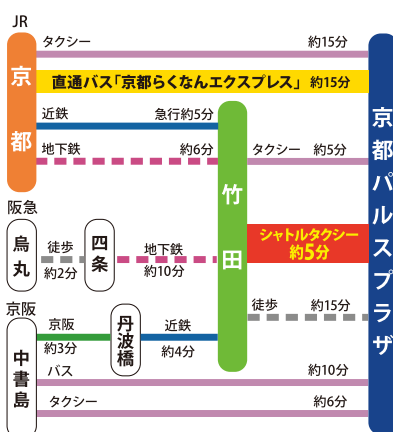 JR
京都
タクシー 約15分
直通バス「京都らくなんエクスプレス」 約15分
近鉄 急行約5分
地下鉄 約6分
竹田
タクシー 約5分
京都パルスプラザ
阪急
烏丸
徒歩
約2分
四条
地下鉄
約10分
シャトルタクシー
約5分
徒歩 約15分
京阪
中書島
京阪
約3分
丹波橋
近鉄
約4分
バス 約10分
タクシー 約6分